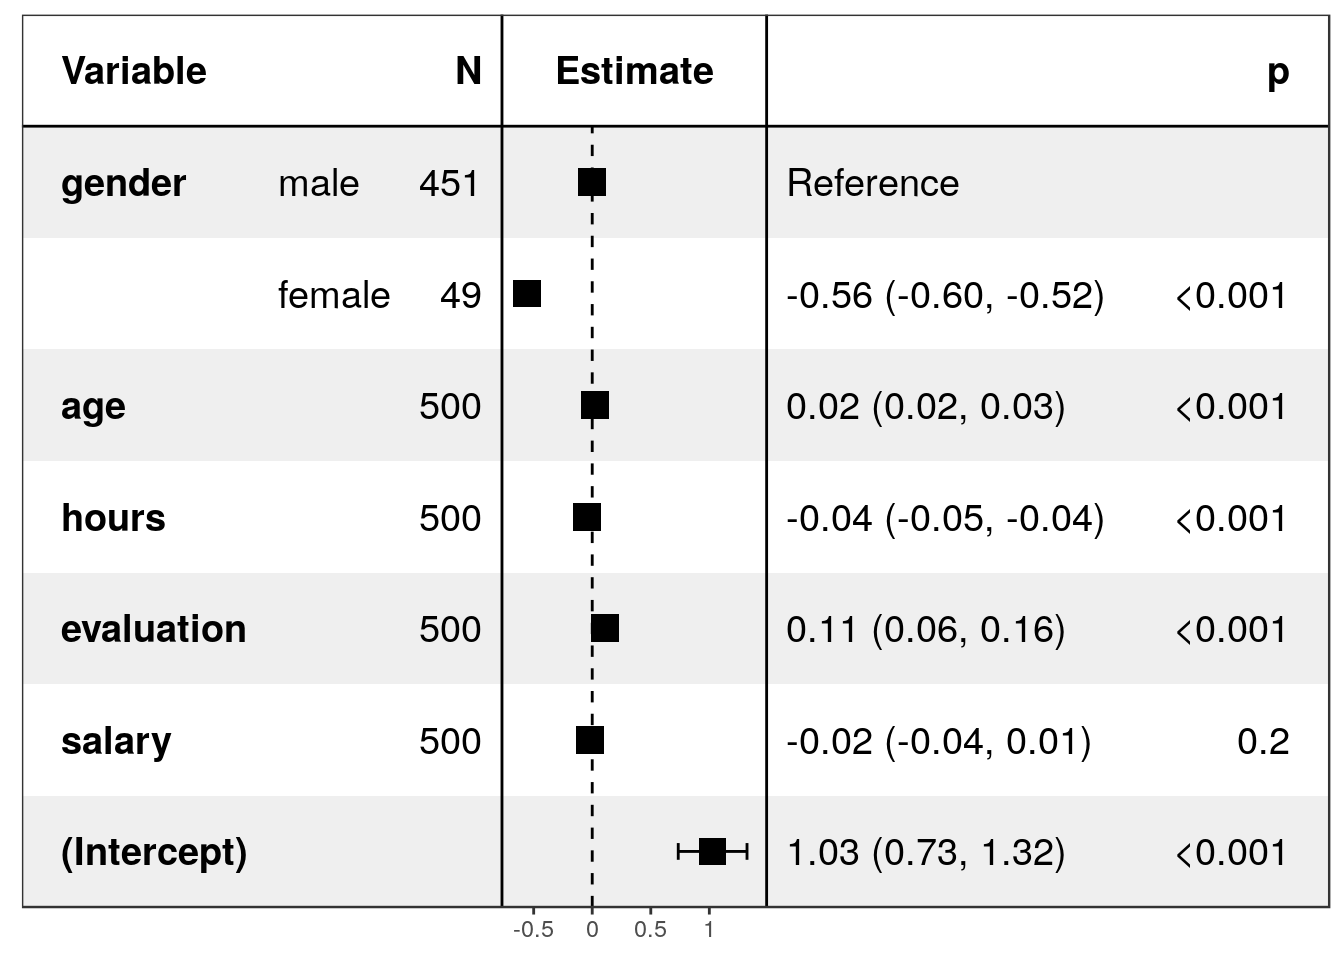 Variable N Estimate p
gender male 451 Reference
female 49 -0.56 (-0.60, -0.52) <0.001
age 500 0.02 (0.02, 0.03) <0.001
hours 500 -0.04 (-0.05, -0.04) <0.001
evaluation 500 0.11 (0.06, 0.16) <0.001
salary 500 -0.02 (-0.04, 0.01) 0.2
(Intercept) 1.03 (0.73, 1.32) <0.001
-0.5 0 0.5 1